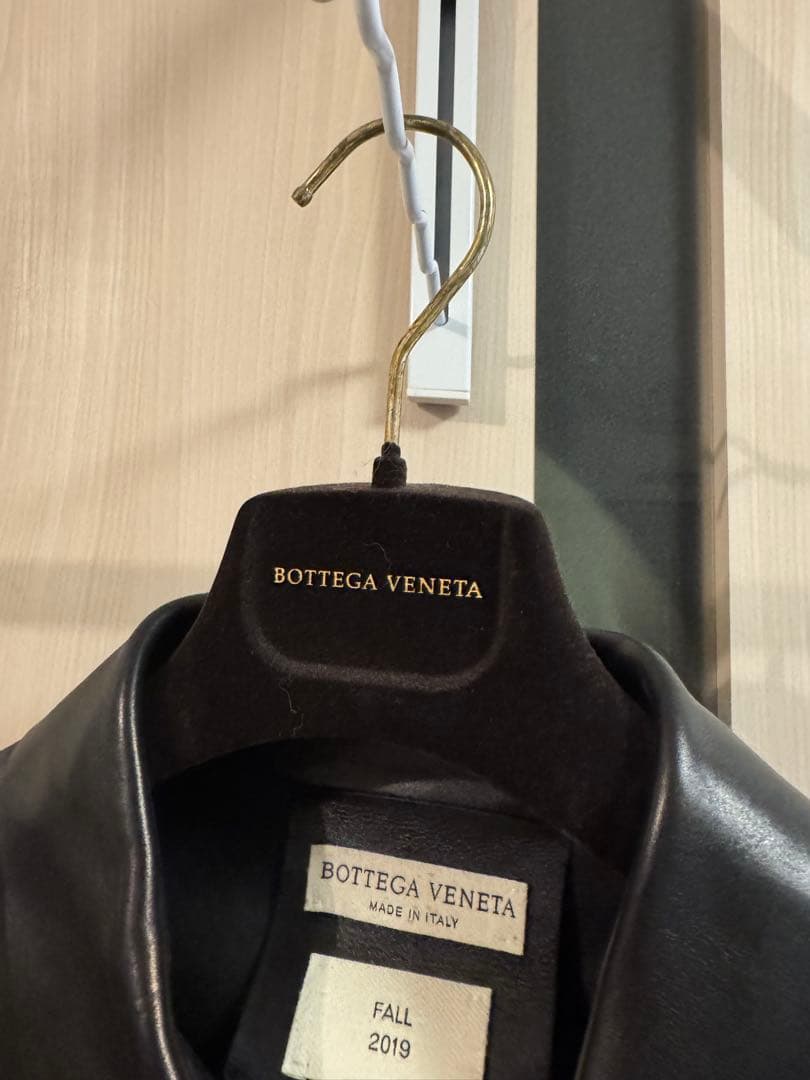 BOTTEGA VENETA
BOTTEGA VENETA
MADE IN ITALY
FALL
2019